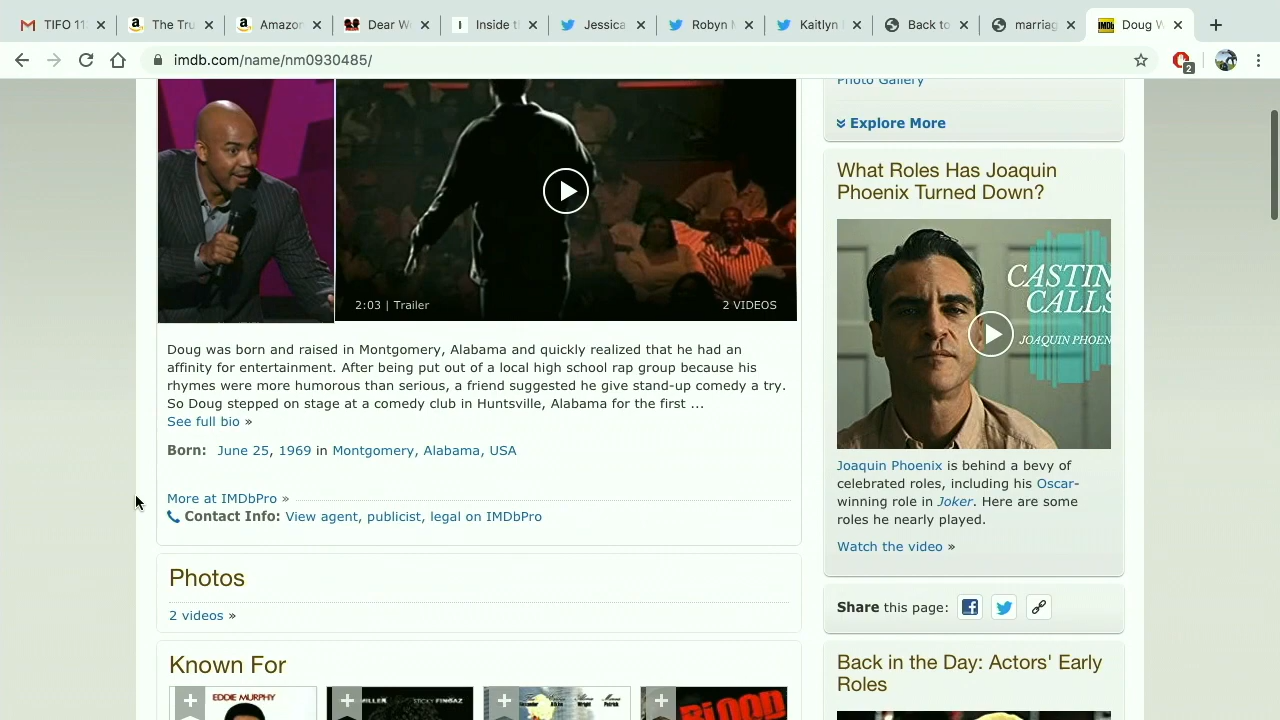 TIFO 11
The Tru
Amazon
Dear W
Inside t
Jessica
Robyn
Kaitlyn
Back to
marriag
IMDb
Doug W
imdb.com/name/nm0930485/
2
Photo Gallery
Explore More
2:03 | Trailer
2 VIDEOS
Doug was born and raised in Montgomery, Alabama and quickly realized that he had an
affinity for entertainment. After being put out of a local high school rap group because his
rhymes were more humorous than serious, a friend suggested he give stand-up comedy a try.
So Doug stepped on stage at a comedy club in Huntsville, Alabama for the first ...
See full bio »
Born: June 25, 1969 in Montgomery, Alabama, USA
More at IMDbPro »
Contact Info: View agent, publicist, legal on IMDbPro
Photos
2 videos »
Known For
EDDIE MURPHY
MILLER
STICKY FINGAZ
BLOOD
What Roles Has Joaquin
Phoenix Turned Down?
CASTIN
CALLS
JOAQUIN PHOEN
Joaquin Phoenix is behind a bevy of
celebrated roles, including his Oscar-
winning role in Joker. Here are some
roles he nearly played.
Watch the video »
Share this page:
Back in the Day: Actors' Early
Roles